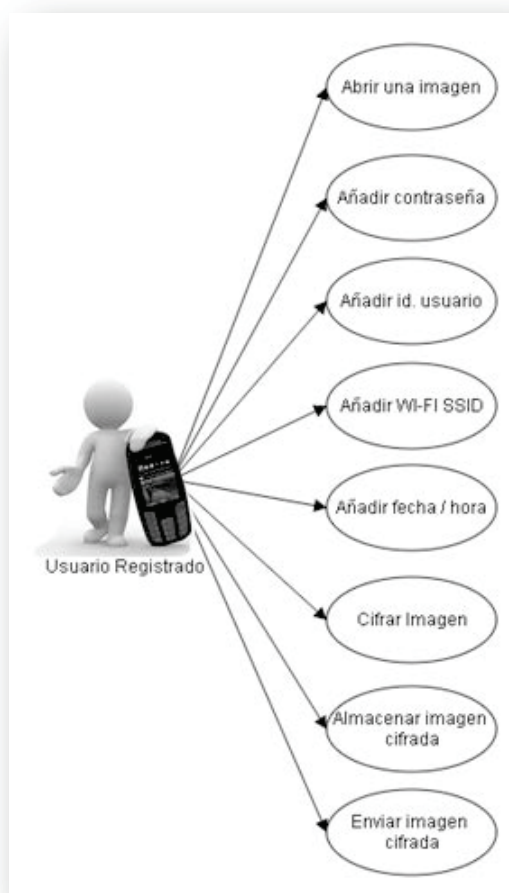 Abrir una imagen
Añadir contraseña
Añadir id. usuario
Añadir WI-FI SSID
Añadir fecha / hora
Usuario Registrado
Cifrar Imagen
Almacenar imagen
cifrada
Enviar imagen
cifrada